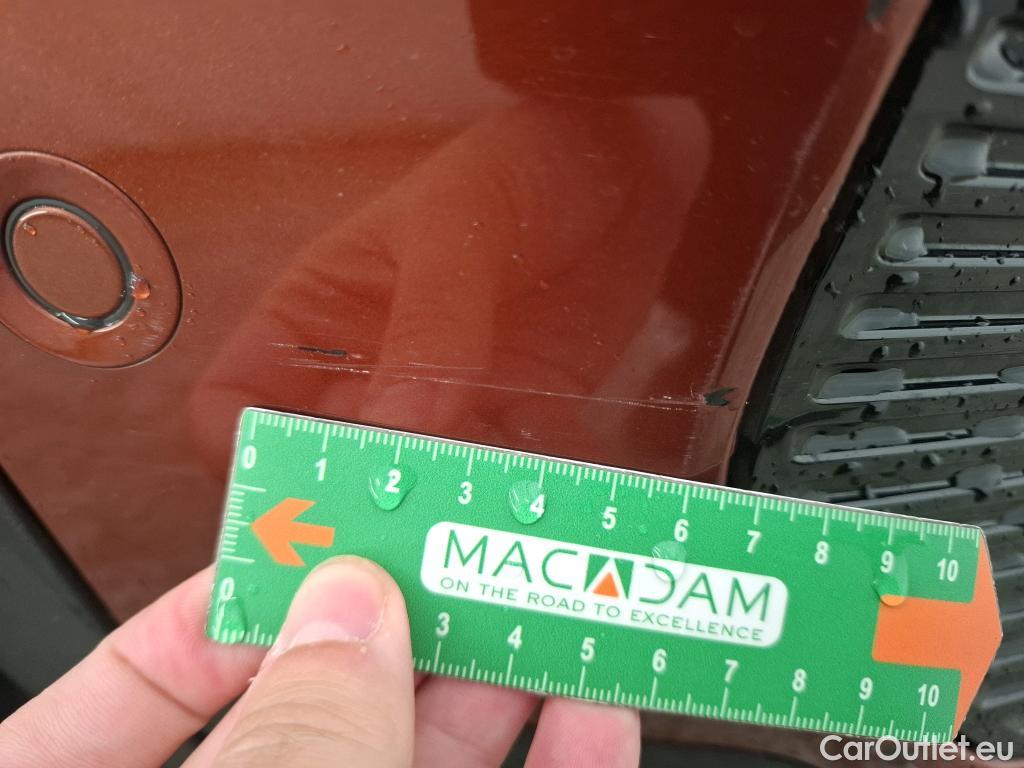 0 1 2 3 4 5 6 7 8 9 10
MACADAM
ON THE ROAD TO EXCELLENCE
0 3 4 5 6 7 8 9 10
CarOutlet.eu